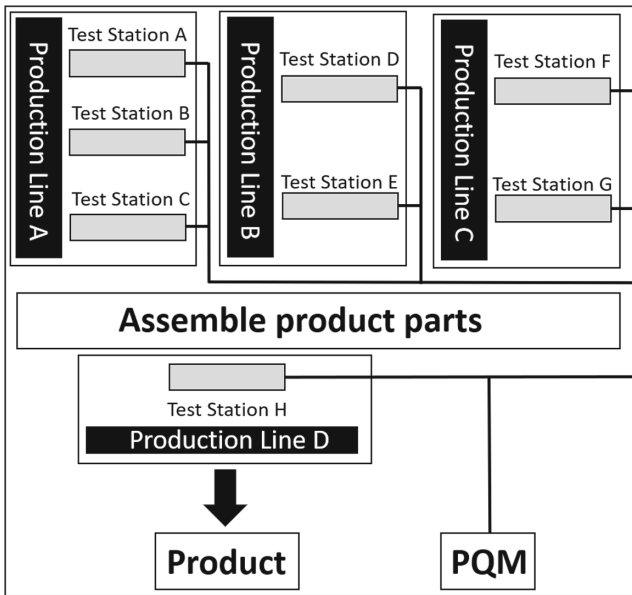 Production Line A
Test Station A
Test Station B
Test Station C
Production Line B
Test Station D
Test Station E
Production Line C
Test Station F
Test Station G
Assemble product parts
Test Station H
Production Line D
Product
PQM